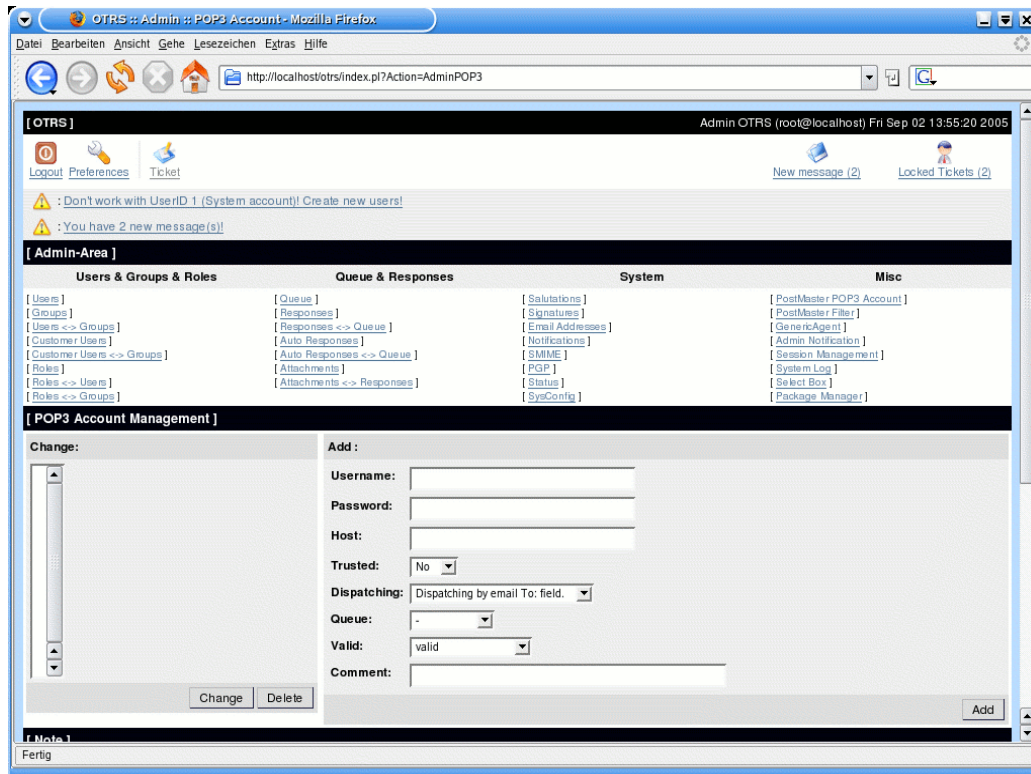 OTRS :: Admin :: POP3 Account - Mozilla Firefox
Datei Bearbeiten Ansicht Gehe Lesezeichen Extras Hilfe
http://localhost/otrs/index.pl?Action=AdminPOP3
[ OTRS ] Admin OTRS (root@localhost) Fri Sep 02 13:55:20 2005
Logout Preferences Ticket New message (2) Locked Tickets (2)
: Don't work with UserID 1 (System account)! Create new users!
: You have 2 new message(s)!
[ Admin-Area ]
Users & Groups & Roles Queue & Responses System Misc
[ Users ] [ Queue ] [ Salutations ] [ PostMaster POP3 Account ]
[ Groups ] [ Responses ] [ Signatures ] [ PostMaster Filter ]
[ Users <-> Groups ] [ Responses <-> Queue ] [ Email Addresses ] [ GenericAgent ]
[ Customer Users ] [ Auto Responses ] [ Notifications ] [ Admin Notification ]
[ Customer Users <-> Groups ] [ Auto Responses <-> Queue ] [ SMIME ] [ Session Management ]
[ Roles ] [ Attachments ] [ PGP ] [ System Log ]
[ Roles <-> Users ] [ Attachments <-> Responses ] [ Status ] [ Select Box ]
[ Roles <-> Groups ] [ SysConfig ] [ Package Manager ]
[ POP3 Account Management ]
Change: Add :
Username:
Password:
Host:
Trusted: No
Dispatching: Dispatching by email To: field.
Queue: -
Valid: valid
Comment:
Change Delete
Add
[ Note ]
Fertig